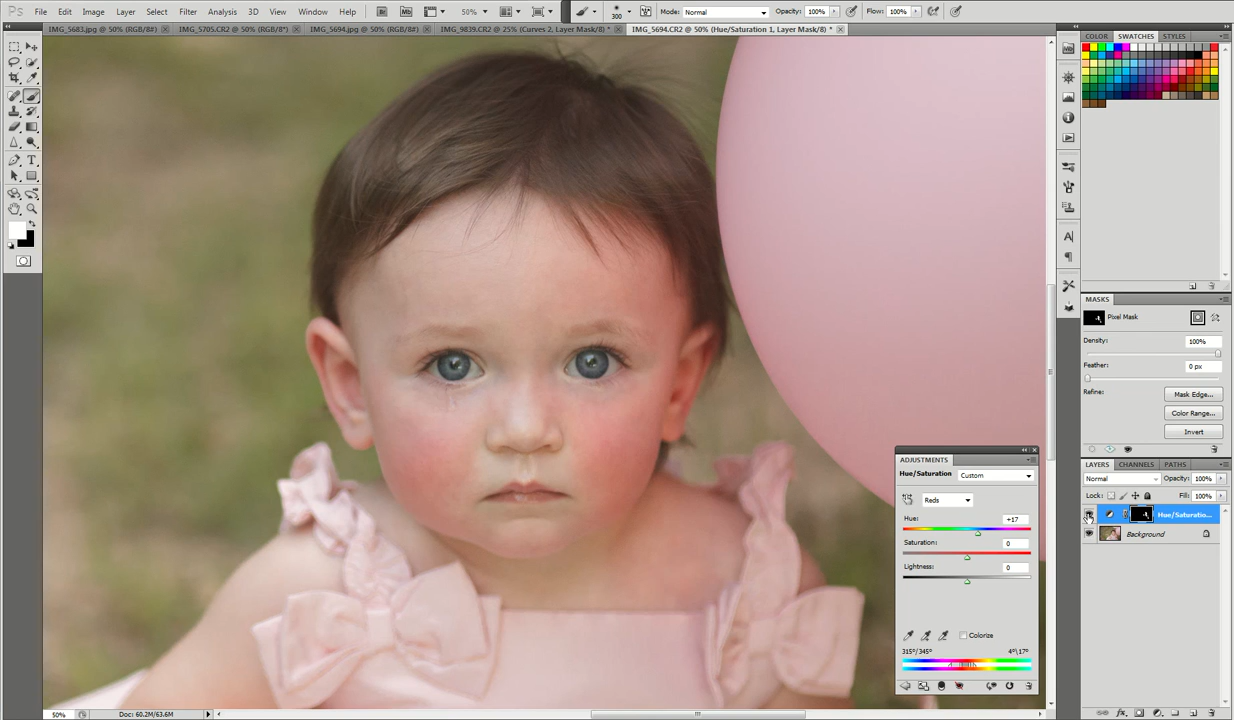 Ps File Edit Image Layer Select Filter Analysis 3D View Window Help Br Mb 50% 300 Mode: Normal Opacity: 100% Flow: 100%
IMG_5683.jpg @ 50% (RGB/8#) IMG_5705.CR2 @ 50% (RGB/8*) IMG_5694.jpg @ 50% (RGB/8#) IMG_9839.CR2 @ 25% (Curves 2, Layer Mask/8) * IMG_5694.CR2 @ 50% (Hue/Saturation 1, Layer Mask/8) *
COLOR SWATCHES STYLES
MASKS
Pixel Mask
Density: 100%
Feather: 0 px
Refine: Mask Edge...
Color Range...
Invert
ADJUSTMENTS
Hue/Saturation Custom
Reds
Hue: +17
Saturation: 0
Lightness: 0
Colorize
315°/345° 4°\17°
LAYERS CHANNELS PATHS
Normal Opacity: 100%
Lock: Fill: 100%
Hue/Saturatio...
Background
50% Doc: 60.2M/63.6M